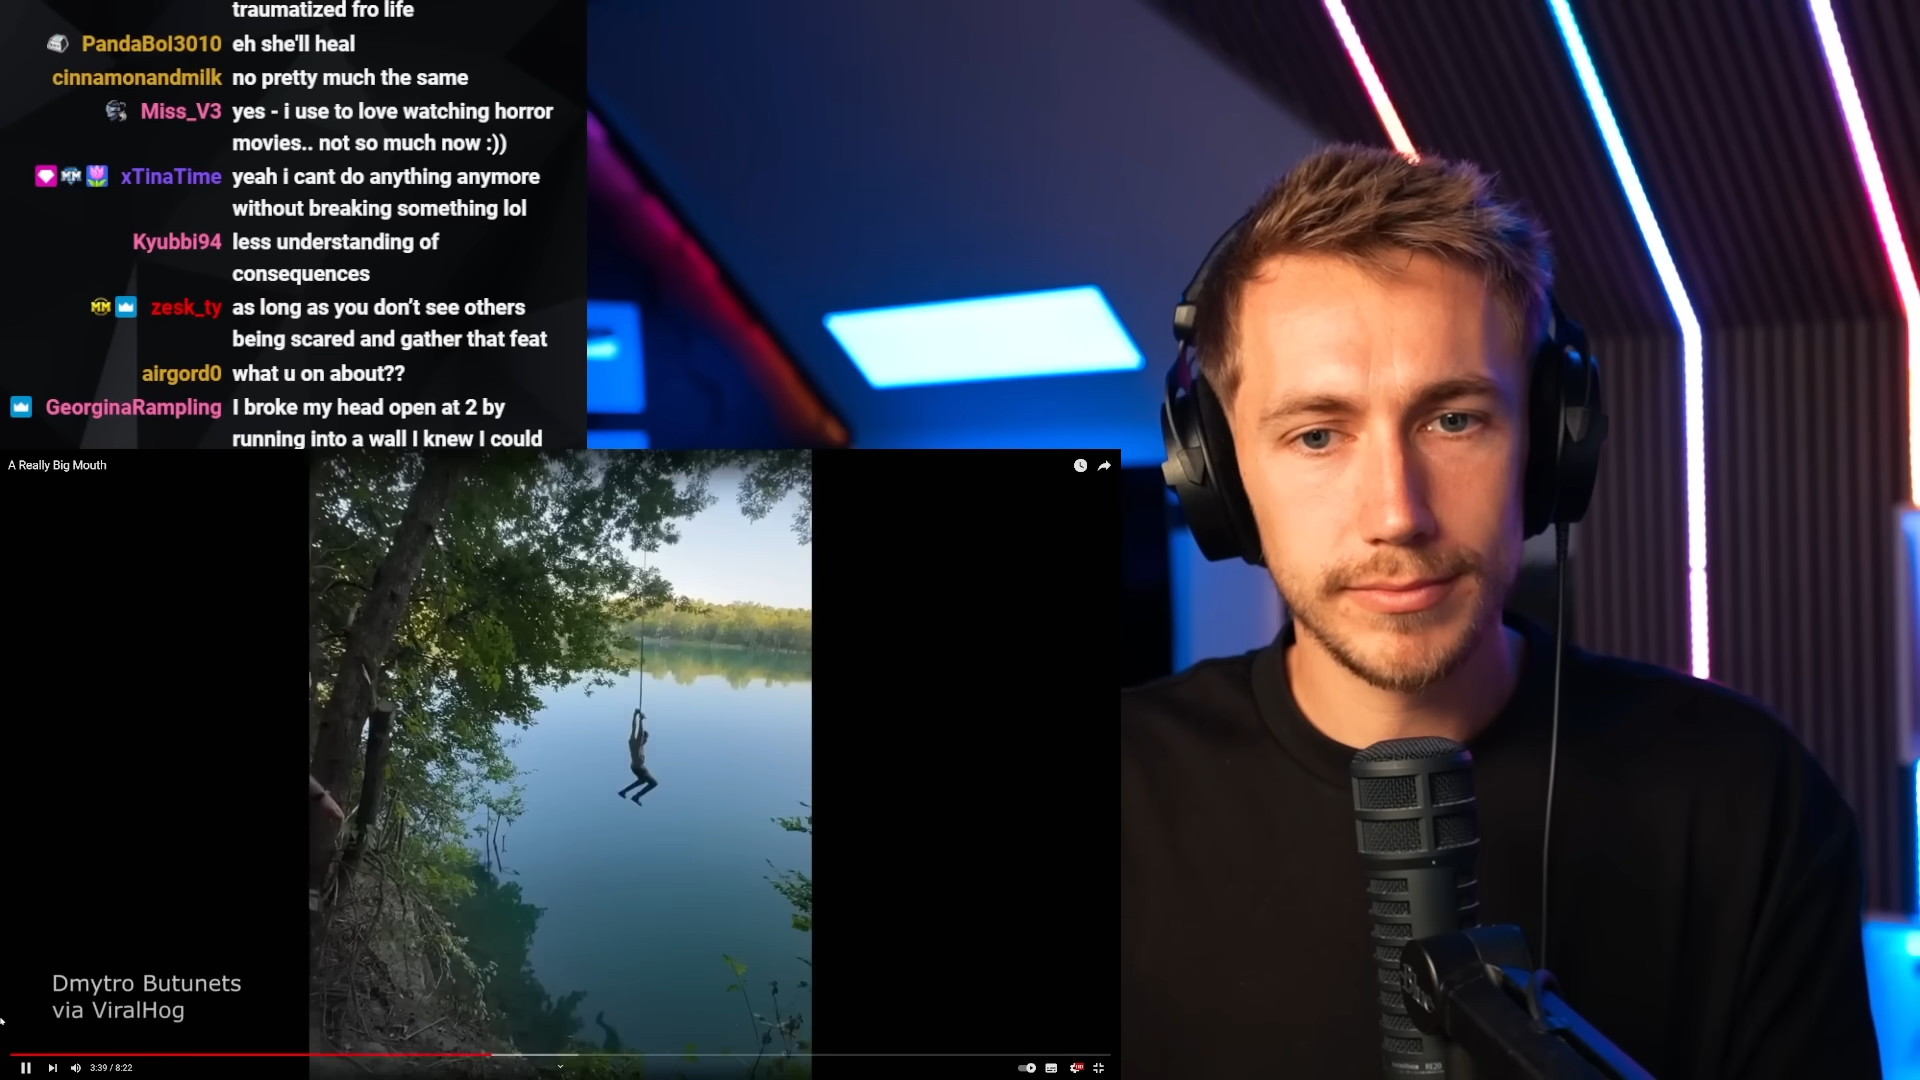 traumatized fro life
PandaBol3010 eh she'll heal
cinnamonandmilk no pretty much the same
Miss_V3 yes - i use to love watching horror
movies.. not so much now :))
xTinaTime yeah i cant do anything anymore
without breaking something lol
Kyubbi94 less understanding of
consequences
zesk_ty as long as you don't see others
being scared and gather that feat
airgord0 what u on about??
GeorginaRampling I broke my head open at 2 by
running into a wall I knew I could
A Really Big Mouth
Dmytro Butunets
via ViralHog
3:39 / 8:22